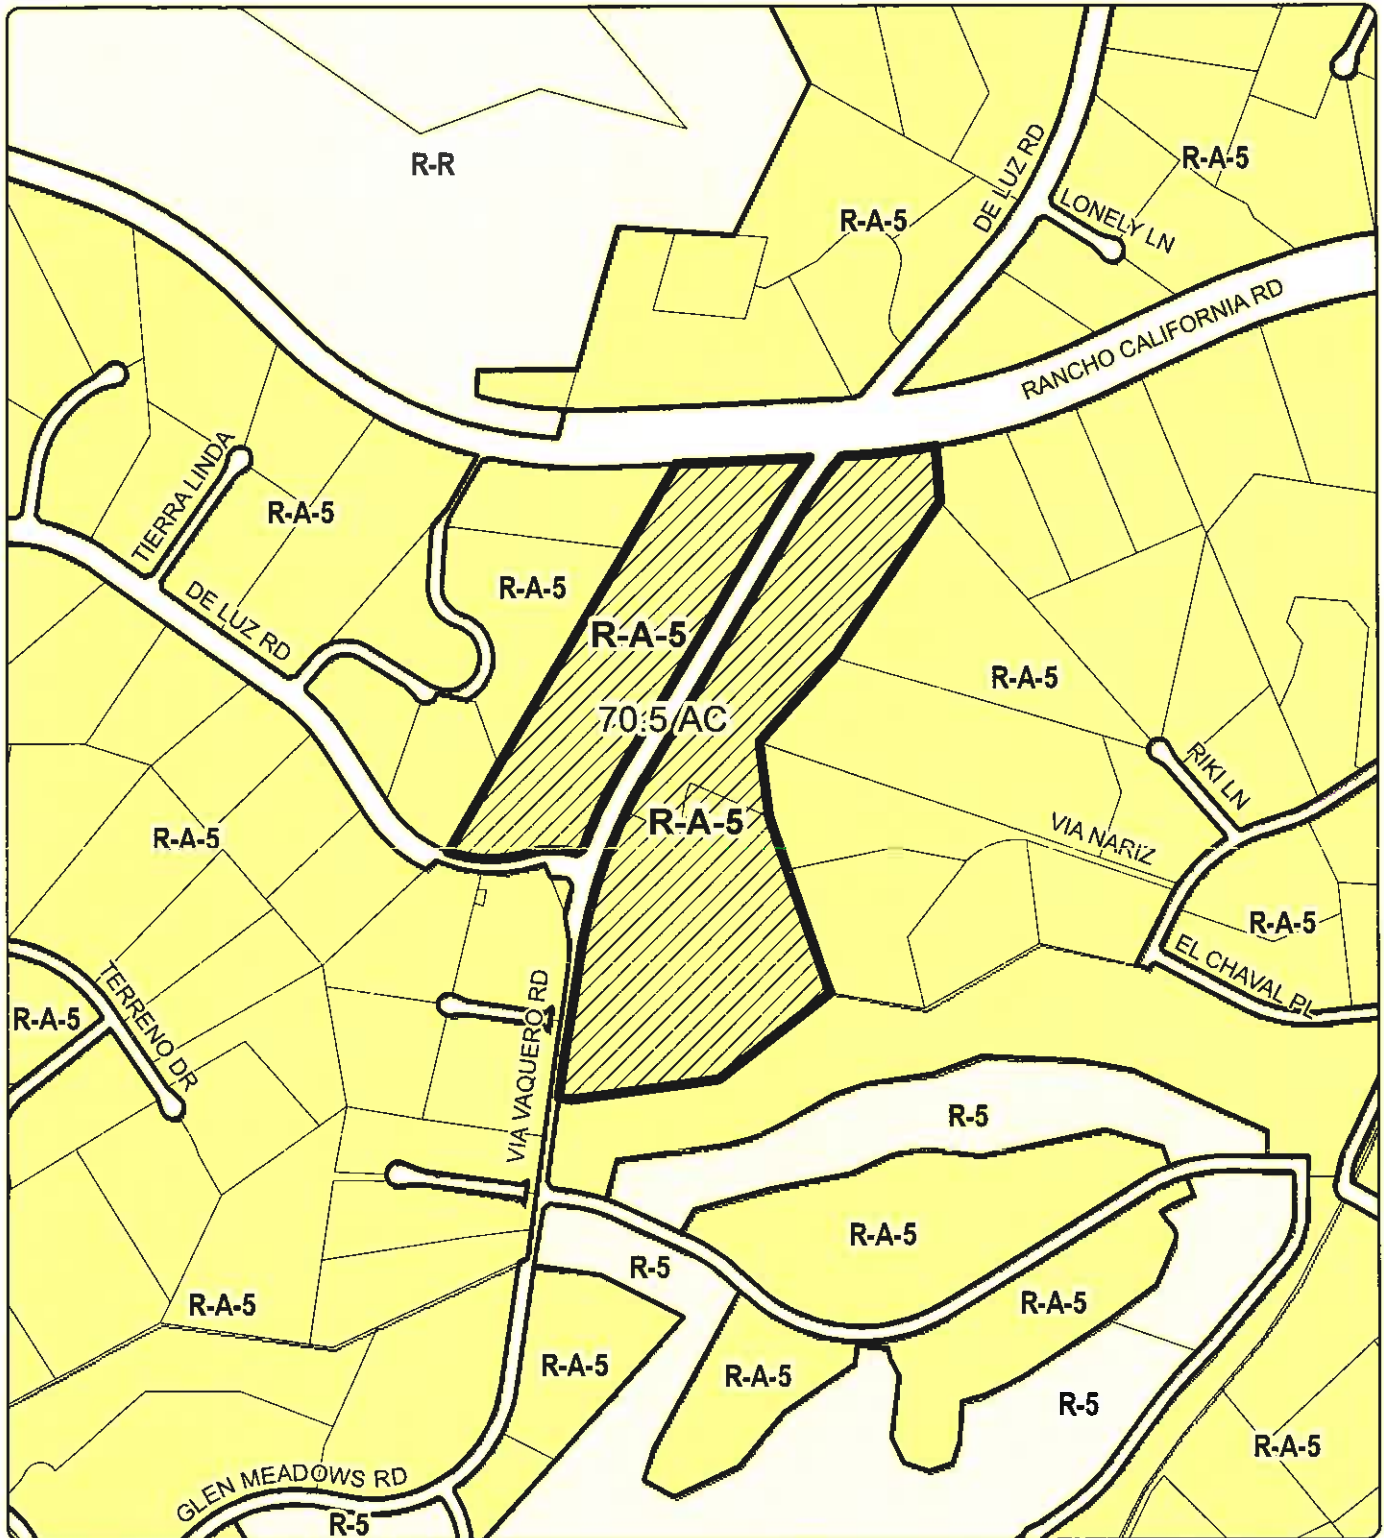 R-R
DE LUZ RD
R-A-5
LONELY LN
R-A-5
RANCHO CALIFORNIA RD
TIERRA LINDA
R-A-5
DE LUZ RD
R-A-5
R-A-5
70.5 AC
R-A-5
R-A-5
RIKI LN
VIA NARIZ
R-A-5
R-A-5
EL CHAVAL PL
R-A-5
TERRENO DR
VIA VAQUERO RD
R-5
R-A-5
R-5
R-A-5
R-A-5
R-A-5
R-A-5
R-5
R-A-5
GLEN MEADOWS RD
R-5